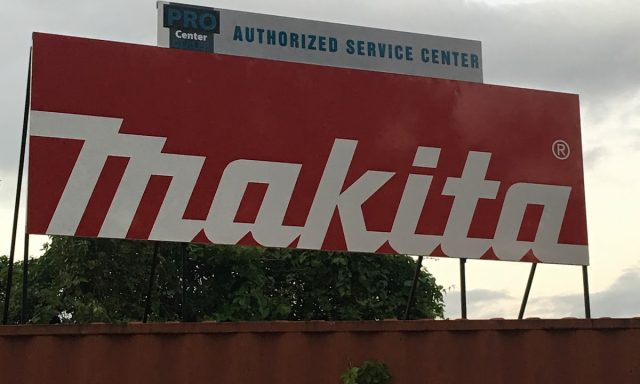 PRO
Center
AUTHORIZED SERVICE CENTER
makita®